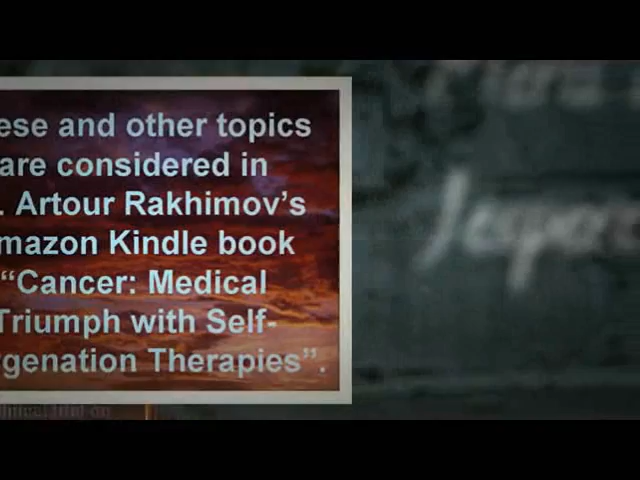 ese and other topics
are considered in
. Artour Rakhimov’s
mazon Kindle book
“Cancer: Medical
Triumph with Self-
genation Therapies”.